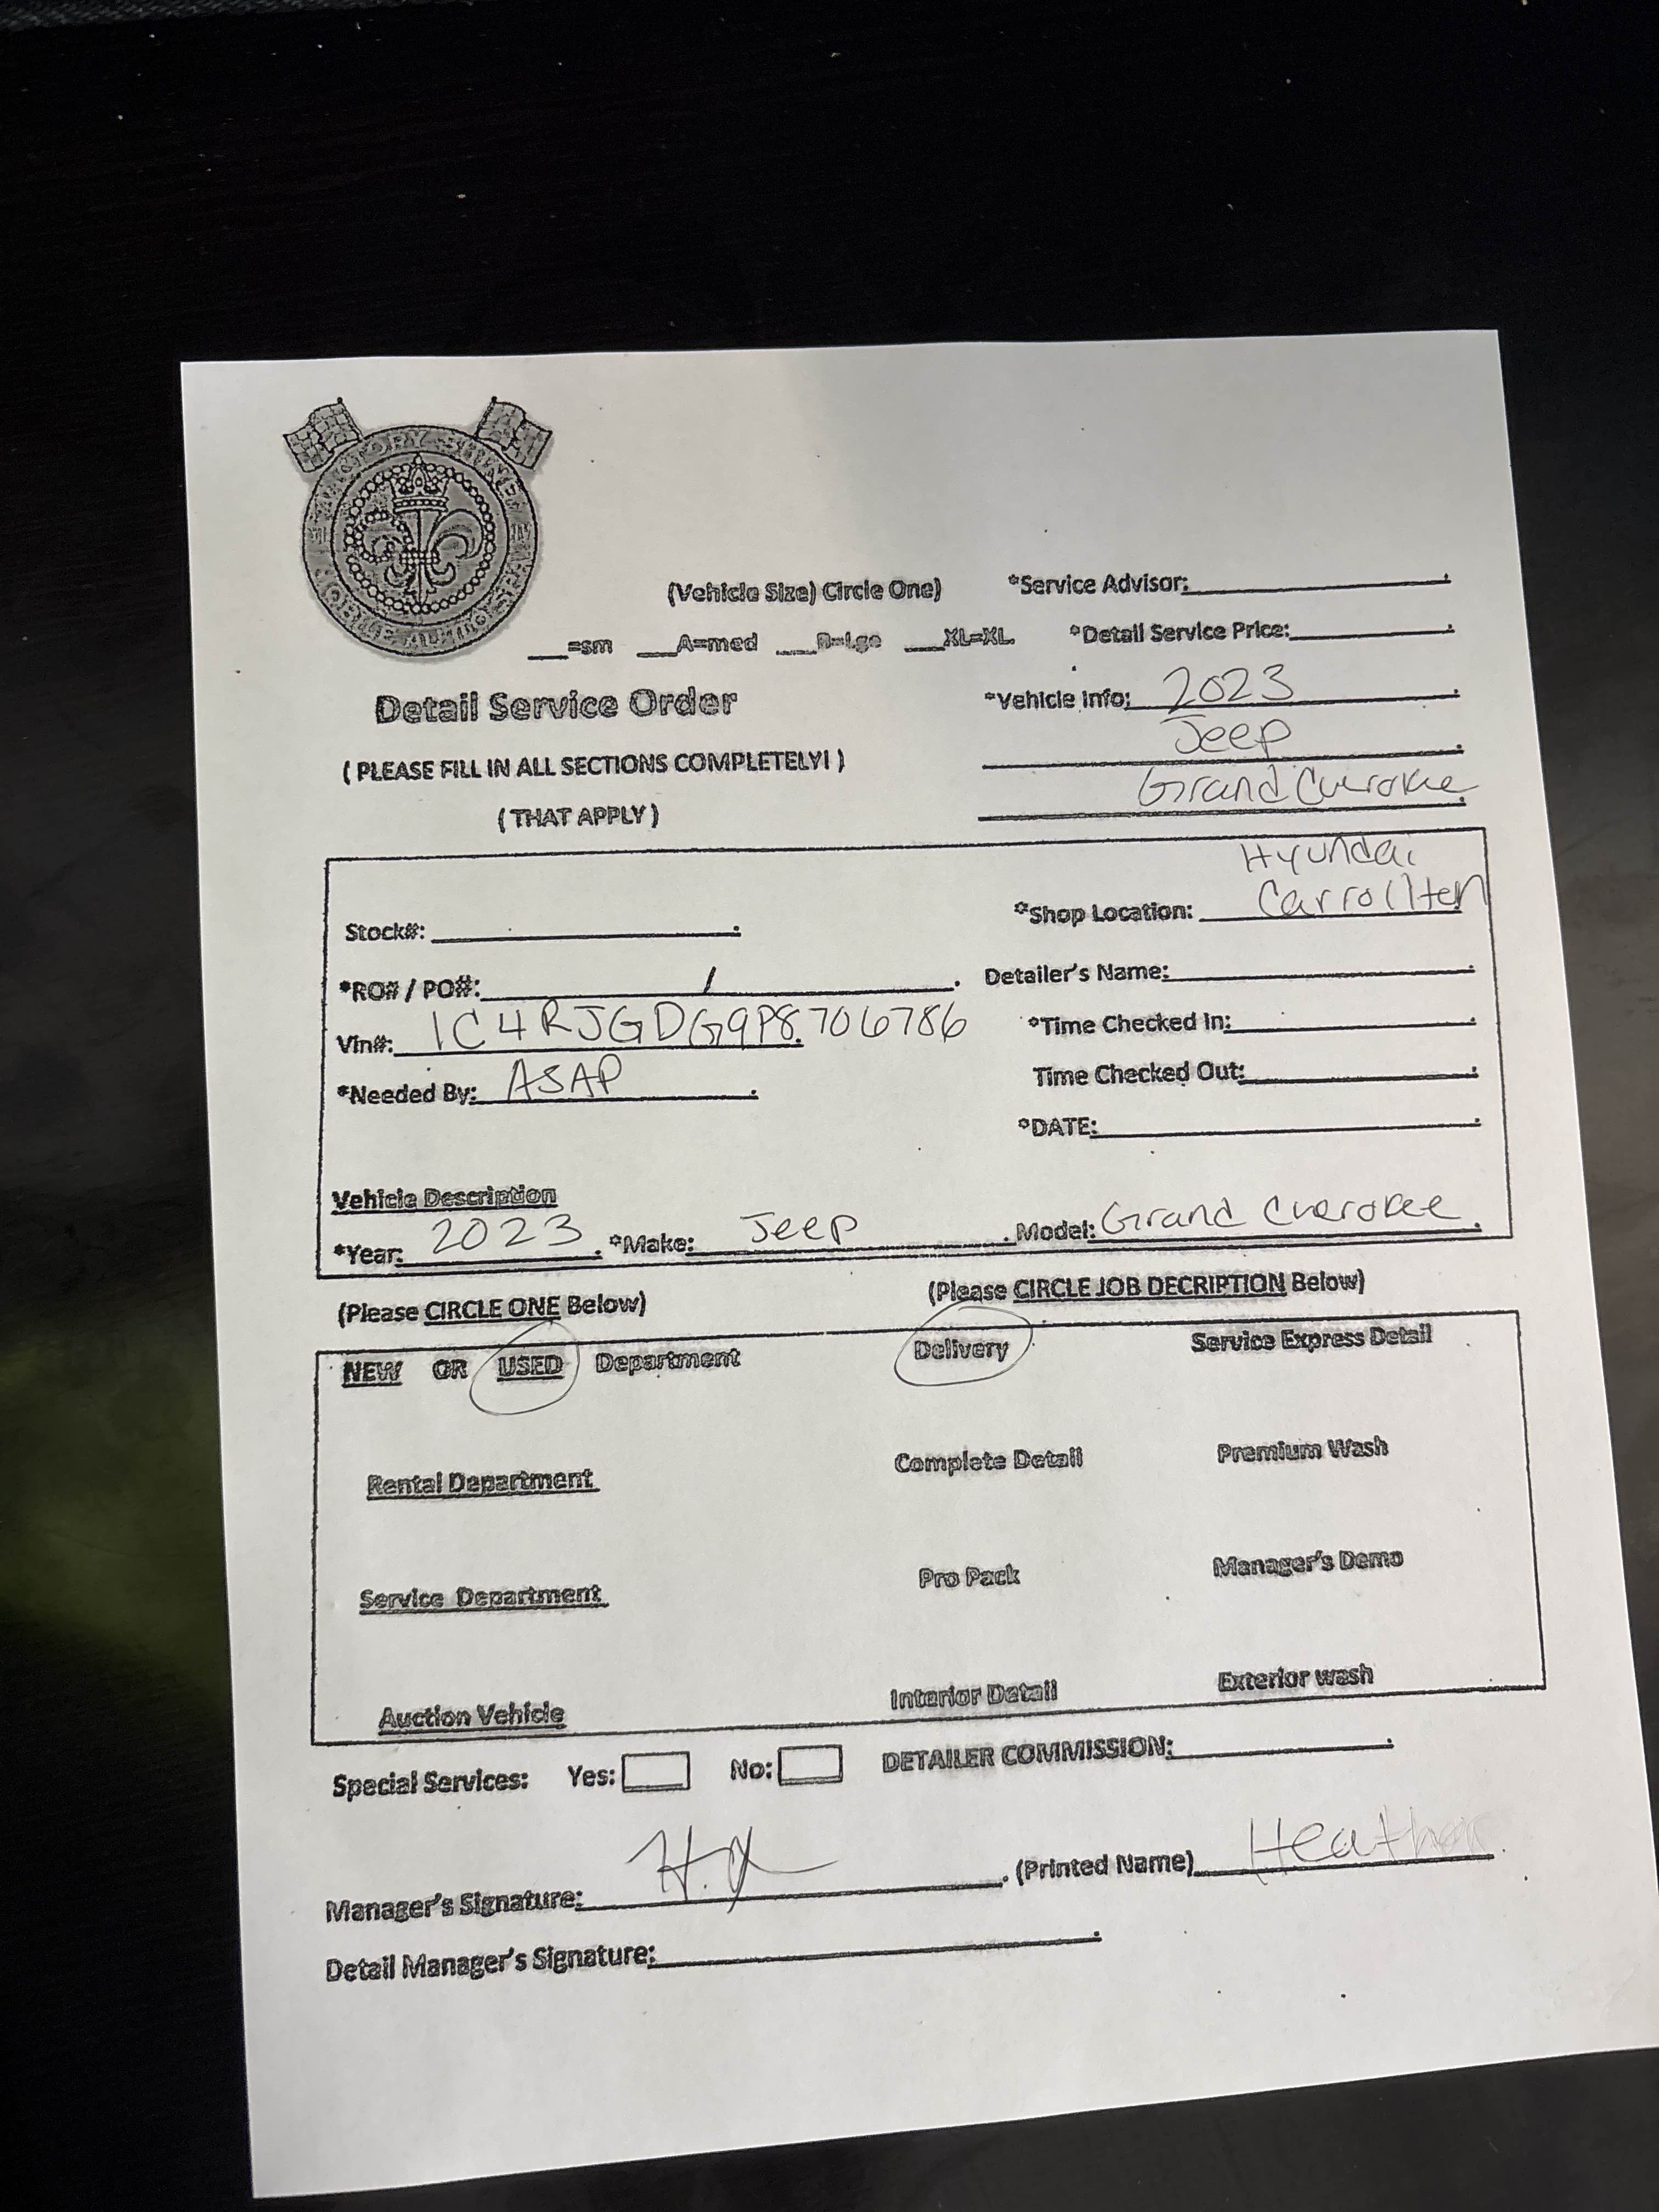 (Vehicle Size) Circle One)
*Service Advisor:
___=sm ___A=med ___B=Lge ___XL=XL
*Detail Service Price:
Detail Service Order
*Vehicle Info: 2023
Jeep
( PLEASE FILL IN ALL SECTIONS COMPLETELY! )
Grand Cherokee
( THAT APPLY )
Hyundai
Stock#:
*Shop Location: Carrollton
*RO# / PO#: /
Detailer's Name:
Vin#: 1C4RJGDG9P8706786
*Time Checked In:
*Needed By: ASAP
Time Checked Out:
*DATE:
Vehicle Description
*Year: 2023 *Make: Jeep Model: Grand Cherokee
(Please CIRCLE ONE Below)
(Please CIRCLE JOB DECRIPTION Below)
NEW OR USED Department
Delivery
Service Express Detail
Rental Department
Complete Detail
Premium Wash
Service Department
Pro Pack
Manager's Demo
Auction Vehicle
Interior Detail
Exterior wash
Special Services: Yes: No: DETAILER COMMISSION:
Manager's Signature: (Printed Name) Heather
Detail Manager's Signature: